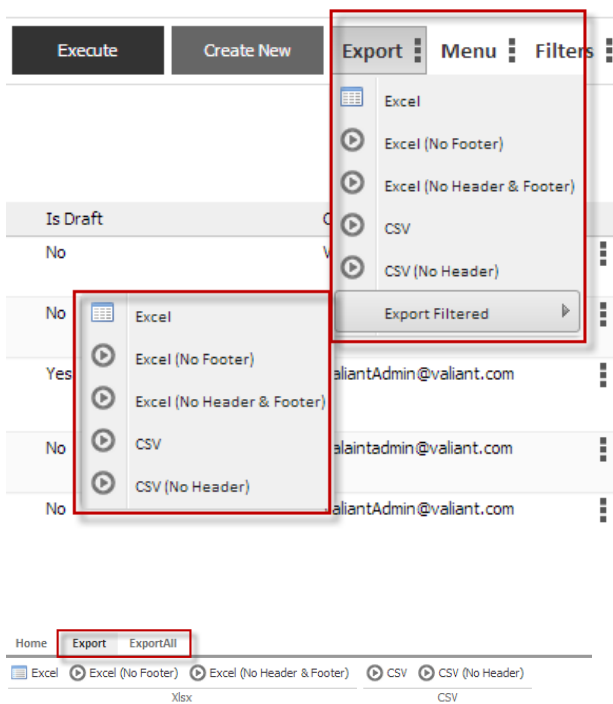 Execute Create New Export Menu Filters
Excel
Excel (No Footer)
Excel (No Header & Footer)
CSV
CSV (No Header)
Export Filtered
Is Draft
No
No
Yes
No
No
Excel
Excel (No Footer)
Excel (No Header & Footer)
CSV
CSV (No Header)
aliantAdmin@valiant.com
alaintadmin@valiant.com
aliantAdmin@valiant.com
Home Export ExportAll
Excel Excel (No Footer) Excel (No Header & Footer) CSV CSV (No Header)
Xlsx CSV